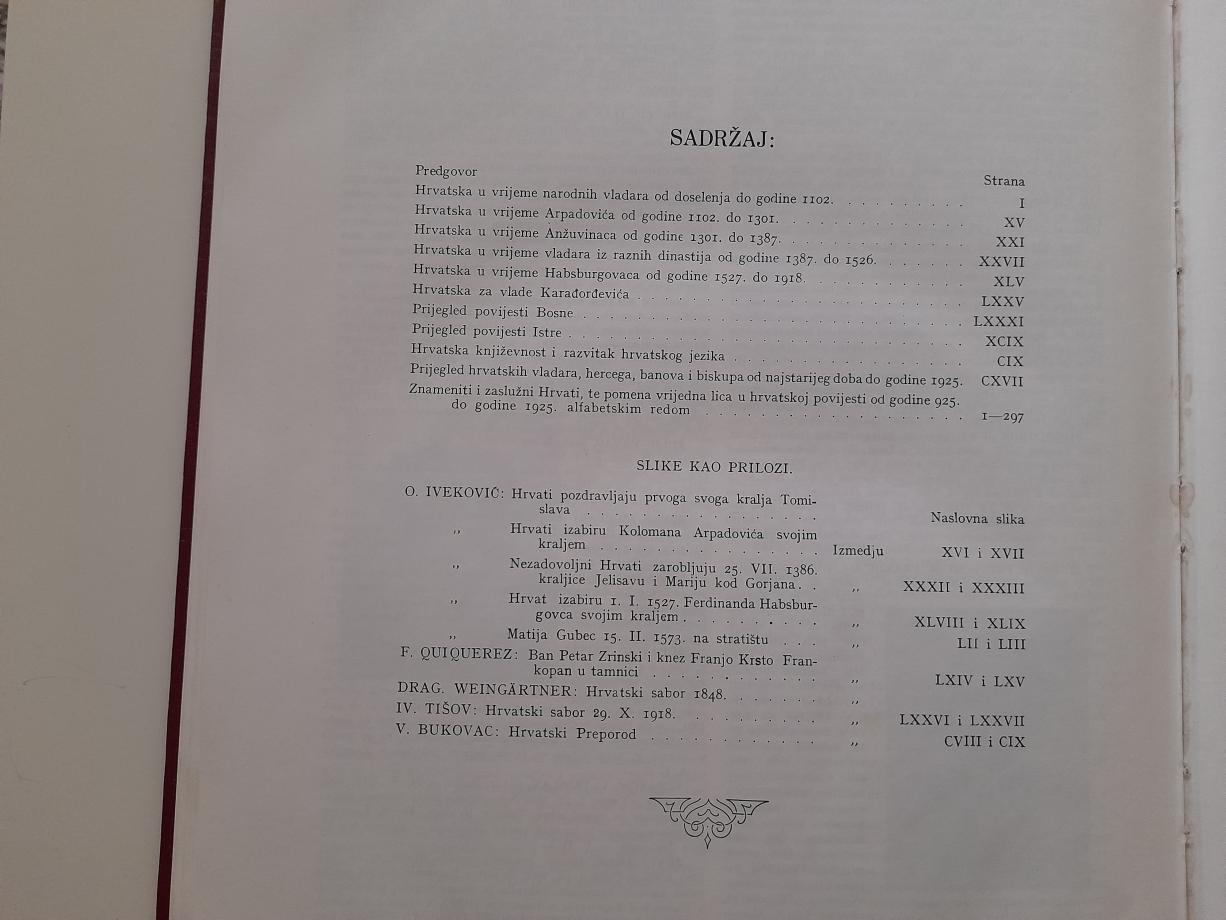 SADRŽAJ:
Predgovor
Strana
Hrvatska u vrijeme narodnih vladara od doselenja do godine 1102. . . . . . . . . . I
Hrvatska u vrijeme Arpadovića od godine 1102. do 1301. . . . . . . . . . . . . . XV
Hrvatska u vrijeme Anžuvinaca od godine 1301. do 1387. . . . . . . . . . . . . . XXI
Hrvatska u vrijeme vladara iz raznih dinastija od godine 1387. do 1526. . . . . . . XXVII
Hrvatska u vrijeme Habsburgovaca od godine 1527. do 1918. . . . . . . . . . . . XLV
Hrvatska za vlade Karađorđevića . . . . . . . . . . . . . . . . . . . . . . . . LXXV
Prijegled povijesti Bosne . . . . . . . . . . . . . . . . . . . . . . . . . . . . LXXXI
Prijegled povijesti Istre . . . . . . . . . . . . . . . . . . . . . . . . . . . . . XCIX
Hrvatska književnost i razvitak hrvatskog jezika . . . . . . . . . . . . . . . . . CIX
Prijegled hrvatskih vladara, hercega, banova i biskupa od najstarijeg doba do godine 1925. CXVII
Znameniti i zaslužni Hrvati, te pomena vrijedna lica u hrvatskoj povijesti od godine 925.
do godine 1925. alfabetskim redom . . . . . . . . . . . . . . . . . . . 1—297
SLIKE KAO PRILOZI.
O. IVEKOVIĆ: Hrvati pozdravljaju prvoga svoga kralja Tomi-
slava . . . . . . . . . . . . . . . . . Naslovna slika
„ Hrvati izabiru Kolomana Arpadovića svojim
kraljem . . . . . . . . . . . . . . . . Izmedju XVI i XVII
„ Nezadovoljni Hrvati zarobljuju 25. VII. 1386.
kraljice Jelisavu i Mariju kod Gorjana. . „ XXXII i XXXIII
„ Hrvat izabiru 1. I. 1527. Ferdinanda Habsbur-
govca svojim kraljem . . . . . . . . . . „ XLVIII i XLIX
„ Matija Gubec 15. II. 1573. na stratištu . . . „ LII i LIII
F. QUIQUEREZ: Ban Petar Zrinski i knez Franjo Krsto Fran-
kopan u tamnici . . . . . . . . . . . . „ LXIV i LXV
DRAG. WEINGÄRTNER: Hrvatski sabor 1848. . . . . . . „
IV. TIŠOV: Hrvatski sabor 29. X. 1918. . . . . . . . . . „ LXXVI i LXXVII
V. BUKOVAC: Hrvatski Preporod . . . . . . . . . . . . „ CVIII i CIX